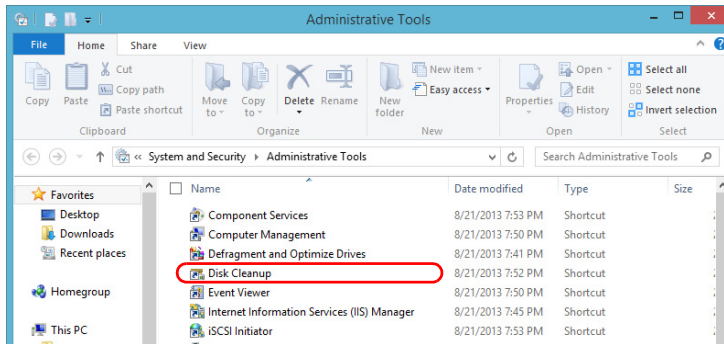 Administrative Tools
File Home Share View
Copy
Paste
Cut
Copy path
Paste shortcut
Clipboard
Move to
Copy to
Delete
Rename
Organize
New folder
New item
Easy access
New
Properties
Open
Edit
History
Open
Select all
Select none
Invert selection
Select
« System and Security Administrative Tools
Search Administrative Tools
Favorites
Desktop
Downloads
Recent places
Homegroup
This PC
Name Date modified Type Size
Component Services 8/21/2013 7:53 PM Shortcut
Computer Management 8/21/2013 7:50 PM Shortcut
Defragment and Optimize Drives 8/21/2013 7:41 PM Shortcut
Disk Cleanup 8/21/2013 7:52 PM Shortcut
Event Viewer 8/21/2013 7:50 PM Shortcut
Internet Information Services (IIS) Manager 8/21/2013 7:45 PM Shortcut
iSCSI Initiator 8/21/2013 7:53 PM Shortcut